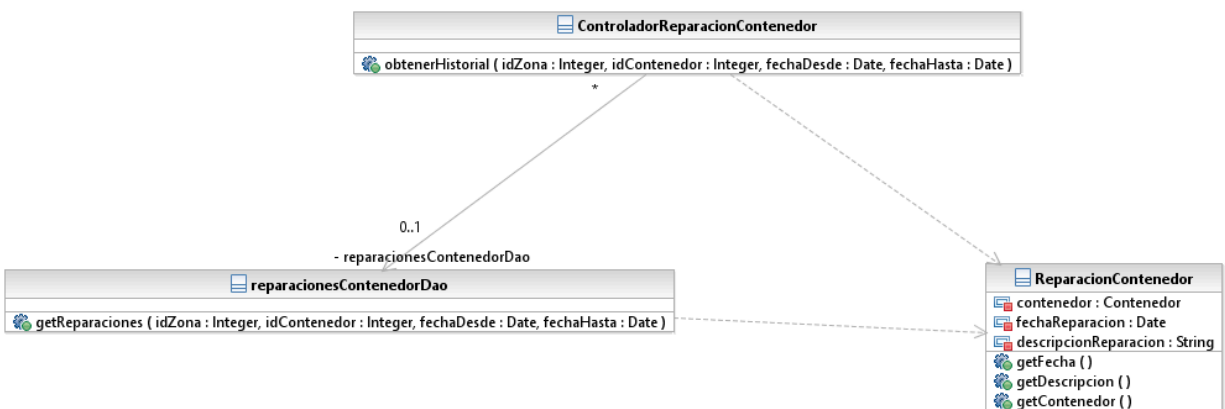 ControladorReparacionContenedor
obtenerHistorial ( idZona : Integer, idContenedor : Integer, fechaDesde : Date, fechaHasta : Date )
*
0..1
- reparacionesContenedorDao
reparacionesContenedorDao
getReparaciones ( idZona : Integer, idContenedor : Integer, fechaDesde : Date, fechaHasta : Date )
ReparacionContenedor
contenedor : Contenedor
fechaReparacion : Date
descripcionReparacion : String
getFecha ( )
getDescripcion ( )
getContenedor ( )